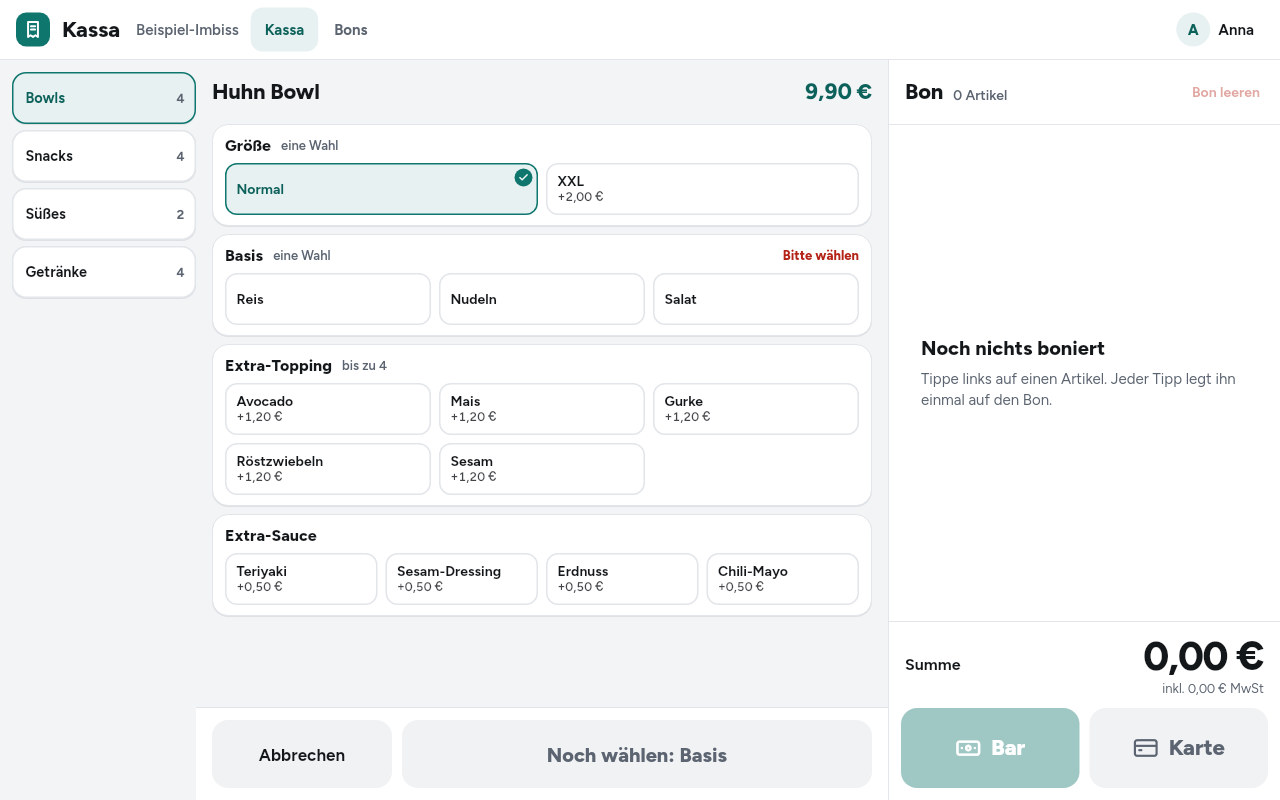 Kassa
Beispiel-Imbiss
Kassa
Bons
A
Anna
Bowls 4
Snacks 4
Süßes 2
Getränke 4
Huhn Bowl 9,90 €
Größe eine Wahl
Normal
XXL
+2,00 €
Basis eine Wahl Bitte wählen
Reis
Nudeln
Salat
Extra-Topping bis zu 4
Avocado
+1,20 €
Mais
+1,20 €
Gurke
+1,20 €
Röstzwiebeln
+1,20 €
Sesam
+1,20 €
Extra-Sauce
Teriyaki
+0,50 €
Sesam-Dressing
+0,50 €
Erdnuss
+0,50 €
Chili-Mayo
+0,50 €
Abbrechen
Noch wählen: Basis
Bon 0 Artikel
Bon leeren
Noch nichts boniert
Tippe links auf einen Artikel. Jeder Tipp legt ihn
einmal auf den Bon.
Summe 0,00 €
inkl. 0,00 € MwSt
Bar
Karte